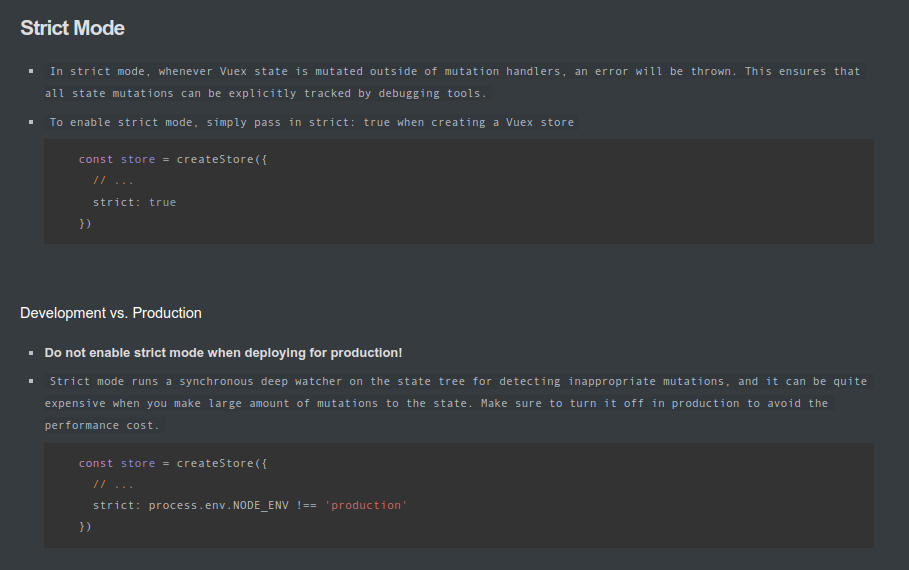 Strict Mode
In strict mode, whenever Vuex state is mutated outside of mutation handlers, an error will be thrown. This ensures that
all state mutations can be explicitly tracked by debugging tools.
To enable strict mode, simply pass in strict: true when creating a Vuex store
const store = createStore({
// ...
strict: true
})
Development vs. Production
Do not enable strict mode when deploying for production!
Strict mode runs a synchronous deep watcher on the state tree for detecting inappropriate mutations, and it can be quite
expensive when you make large amount of mutations to the state. Make sure to turn it off in production to avoid the
performance cost.
const store = createStore({
// ...
strict: process.env.NODE_ENV !== 'production'
})